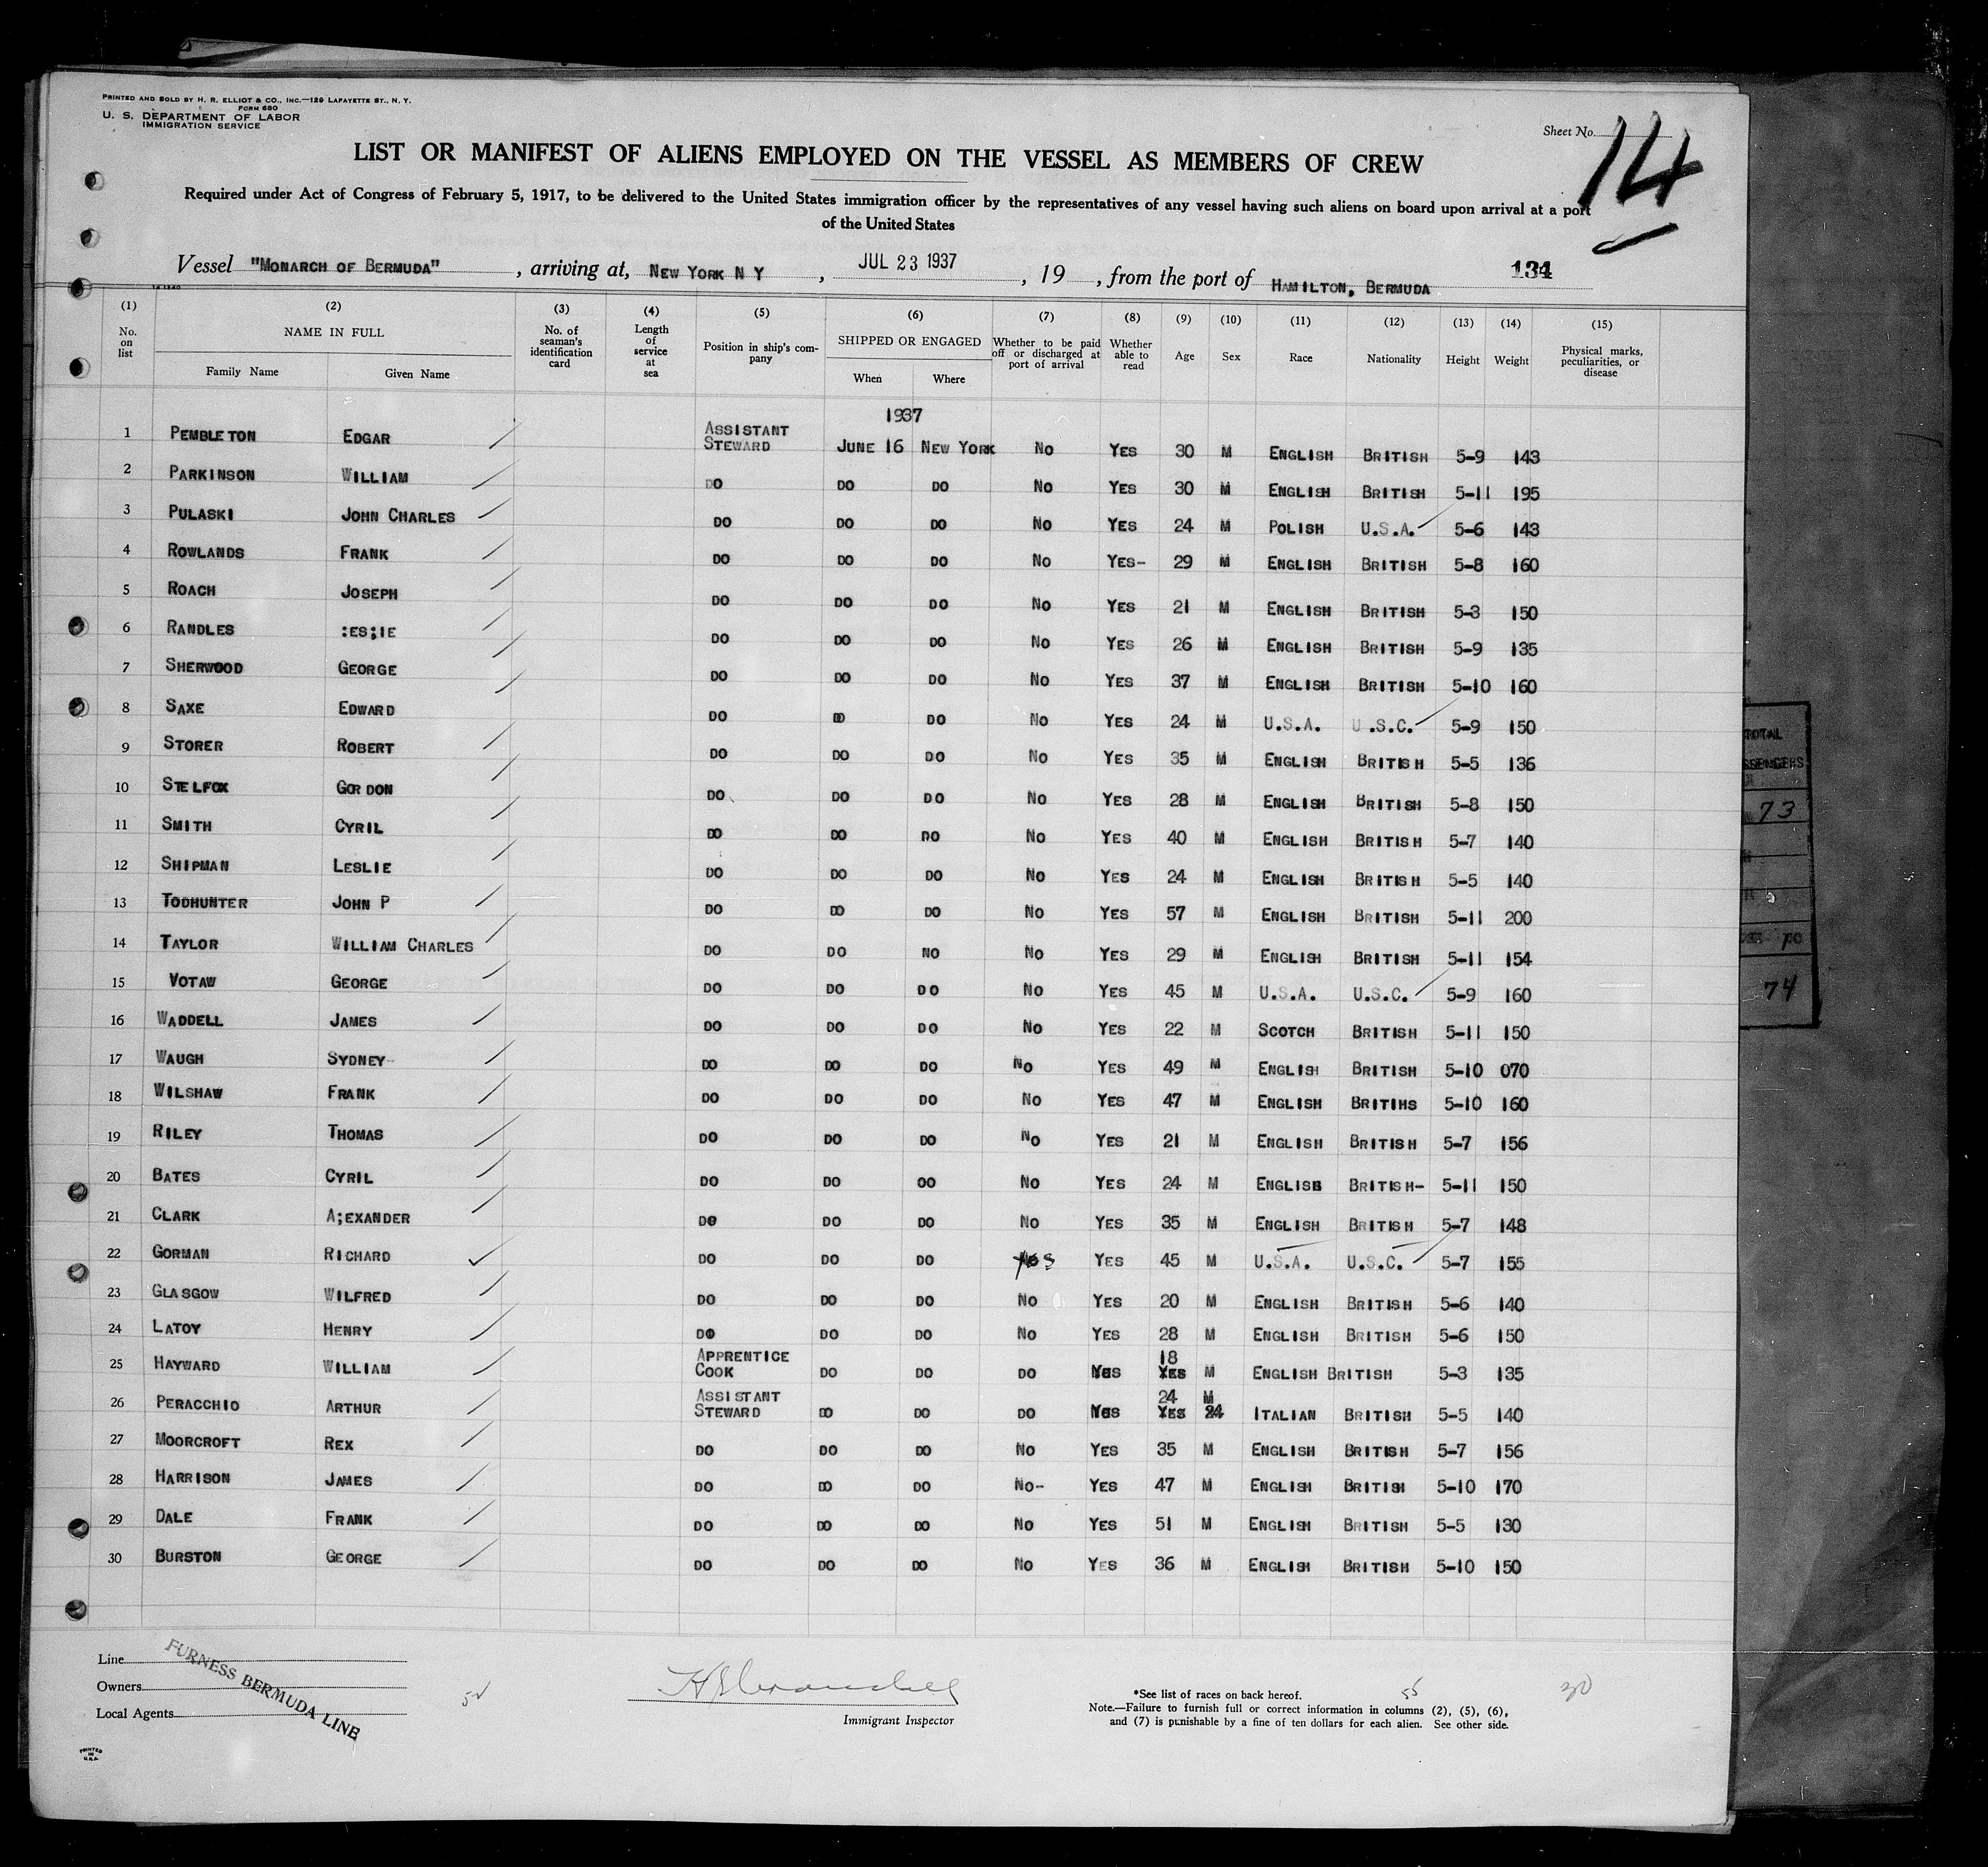 PRINTED AND SOLD BY H. R. ELLIOT & CO., INC.—129 LAFAYETTE ST., N. Y.
FORM 680
U. S. DEPARTMENT OF LABOR
IMMIGRATION SERVICE
Sheet No. 14
LIST OR MANIFEST OF ALIENS EMPLOYED ON THE VESSEL AS MEMBERS OF CREW
Required under Act of Congress of February 5, 1917, to be delivered to the United States immigration officer by the representatives of any vessel having such aliens on board upon arrival at a port
of the United States
Vessel "MONARCH OF BERMUDA", arriving at, NEW YORK N Y, JUL 23 1937, 19 , from the port of HAMILTON, BERMUDA 134
(1) (2) (3) (4) (5) (6) (7) (8) (9) (10) (11) (12) (13) (14) (15)
No. on list NAME IN FULL Family Name Given Name No. of seaman's identification card Length of service at sea Position in ship's company SHIPPED OR ENGAGED When Where Whether to be paid off or discharged at port of arrival Whether able to read Age Sex Race Nationality Height Weight Physical marks, peculiarities, or disease
1937
1 PEMBLETON EDGAR ASSISTANT STEWARD JUNE 16 NEW YORK NO YES 30 M ENGLISH BRITISH 5-9 143
2 PARKINSON WILLIAM DO DO DO NO YES 30 M ENGLISH BRITISH 5-11 195
3 PULASKI JOHN CHARLES DO DO DO NO YES 24 M POLISH U.S.A. 5-6 143
4 ROWLANDS FRANK DO DO DO NO YES- 29 M ENGLISH BRITISH 5-8 160
5 ROACH JOSEPH DO DO DO NO YES 21 M ENGLISH BRITISH 5-3 150
6 RANDLES :ES;IE DO DO DO NO YES 26 M ENGLISH BRITISH 5-9 135
7 SHERWOOD GEORGE DO DO DO NO YES 37 M ENGLISH BRITISH 5-10 160
8 SAXE EDWARD DO DO DO NO YES 24 M U.S.A. U.S.C. 5-9 150
9 STORER ROBERT DO DO DO NO YES 35 M ENGLISH BRITISH 5-5 136
10 STELFOX GORDON DO DO DO NO YES 28 M ENGLISH BRITISH 5-8 150
11 SMITH CYRIL DO DO DO NO YES 40 M ENGLISH BRITISH 5-7 140
12 SHIPMAN LESLIE DO DO DO NO YES 24 M ENGLISH BRITISH 5-5 140
13 TODHUNTER JOHN P DO DO DO NO YES 57 M ENGLISH BRITISH 5-11 200
14 TAYLOR WILLIAM CHARLES DO DO NO NO YES 29 M ENGLISH BRITISH 5-11 154
15 VOTAW GEORGE DO DO DO NO YES 45 M U.S.A. U.S.C. 5-9 160
16 WADDELL JAMES DO DO DO NO YES 22 M SCOTCH BRITISH 5-11 150
17 WAUGH SYDNEY- DO DO DO NO YES 49 M ENGLISH BRITISH 5-10 070
18 WILSHAW FRANK DO DO DO NO YES 47 M ENGLISH BRITIHS 5-10 160
19 RILEY THOMAS DO DO DO NO YES 21 M ENGLISH BRITISH 5-7 156
20 BATES CYRIL DO DO OO NO YES 24 M ENGLISB BRITISH- 5-11 150
21 CLARK A;EXANDER DO DO DO NO YES 35 M ENGLISH BRITISH 5-7 148
22 GORMAN RICHARD DO DO DO Yes YES 45 M U.S.A. U.S.C. 5-7 155
23 GLASGOW WILFRED DO DO DO NO YES 20 M ENGLISH BRITISH 5-6 140
24 LATOY HENRY DO DO DO NO YES 28 M ENGLISH BRITISH 5-6 150
25 HAYWARD WILLIAM APPRENTICE COOK DO DO DO YES 18 M ENGLISH BRITISH 5-3 135
26 PERACCHIO ARTHUR ASSISTANT STEWARD DO DO DO YES 24 M ITALIAN BRITISH 5-5 140
27 MOORCROFT REX DO DO DO NO YES 35 M ENGLISH BRITISH 5-7 156
28 HARRISON JAMES DO DO DO NO- YES 47 M ENGLISH BRITISH 5-10 170
29 DALE FRANK DO DO DO NO YES 51 M ENGLISH BRITISH 5-5 130
30 BURSTON GEORGE DO DO DO NO YES 36 M ENGLISH BRITISH 5-10 150
Line
Owners
Local Agents
FURNESS BERMUDA LINE
Immigrant Inspector
*See list of races on back hereof.
Note.—Failure to furnish full or correct information in columns (2), (5), (6),
and (7) is punishable by a fine of ten dollars for each alien. See other side.
30
PRINTED IN U.S.A.
TOTAL
73
74